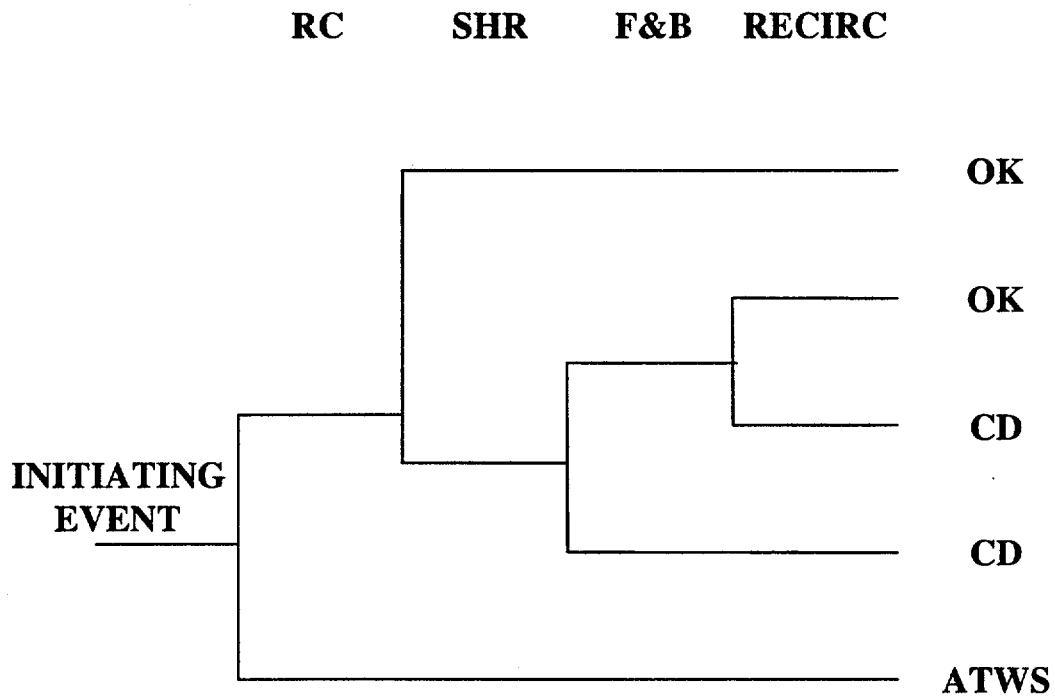 RC SHR F&B RECIRC
OK
OK
CD
INITIATING
EVENT
CD
ATWS